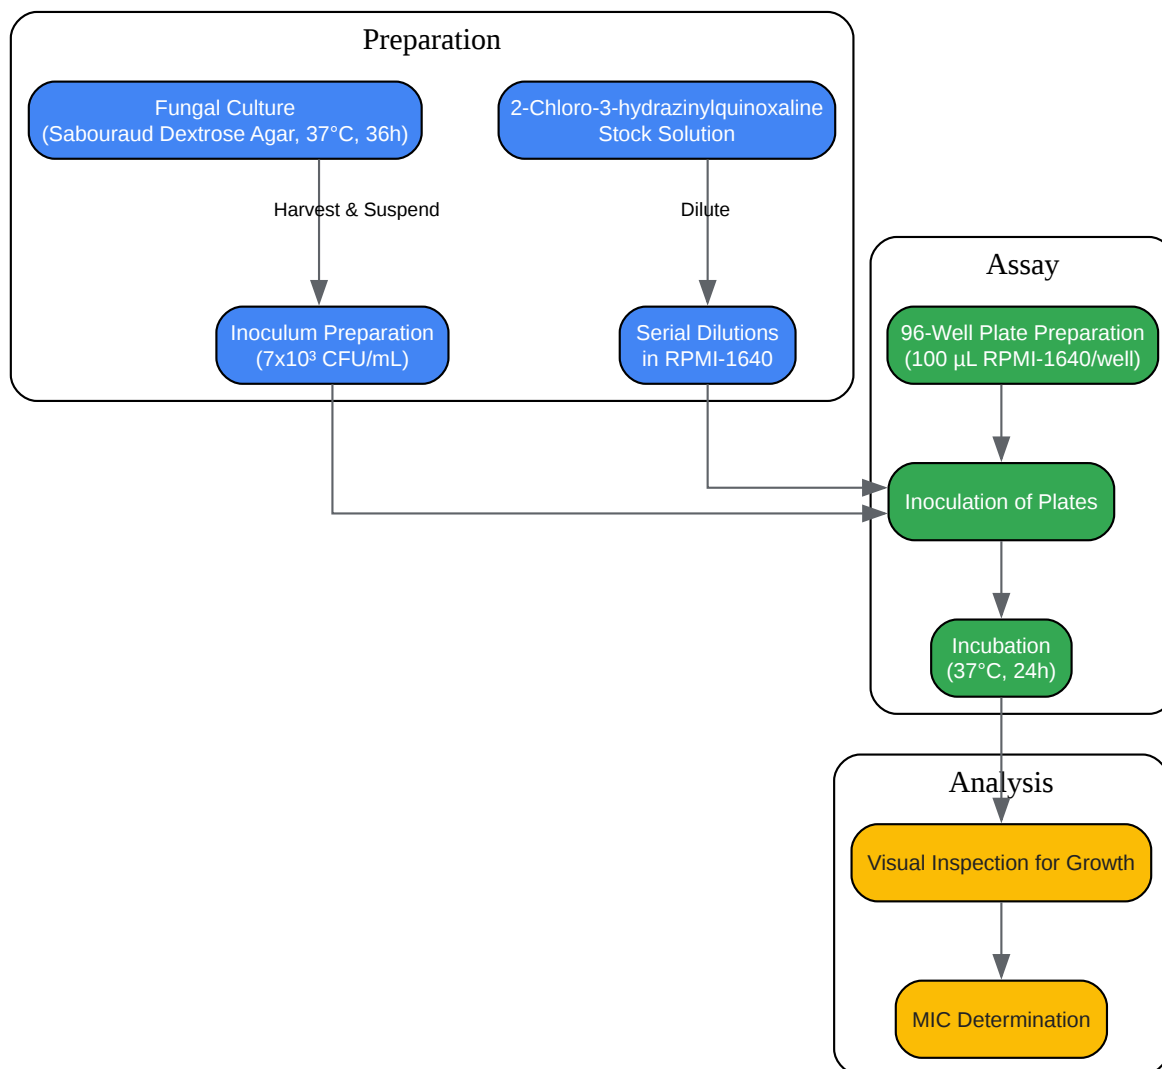 Preparation
Fungal Culture
(Sabouraud Dextrose Agar, 37°C, 36h)
2-Chloro-3-hydrazinylquinoxaline
Stock Solution
Harvest & Suspend
Dilute
Inoculum Preparation
(7x10³ CFU/mL)
Serial Dilutions
in RPMI-1640
Assay
96-Well Plate Preparation
(100 µL RPMI-1640/well)
Inoculation of Plates
Incubation
(37°C, 24h)
Analysis
Visual Inspection for Growth
MIC Determination